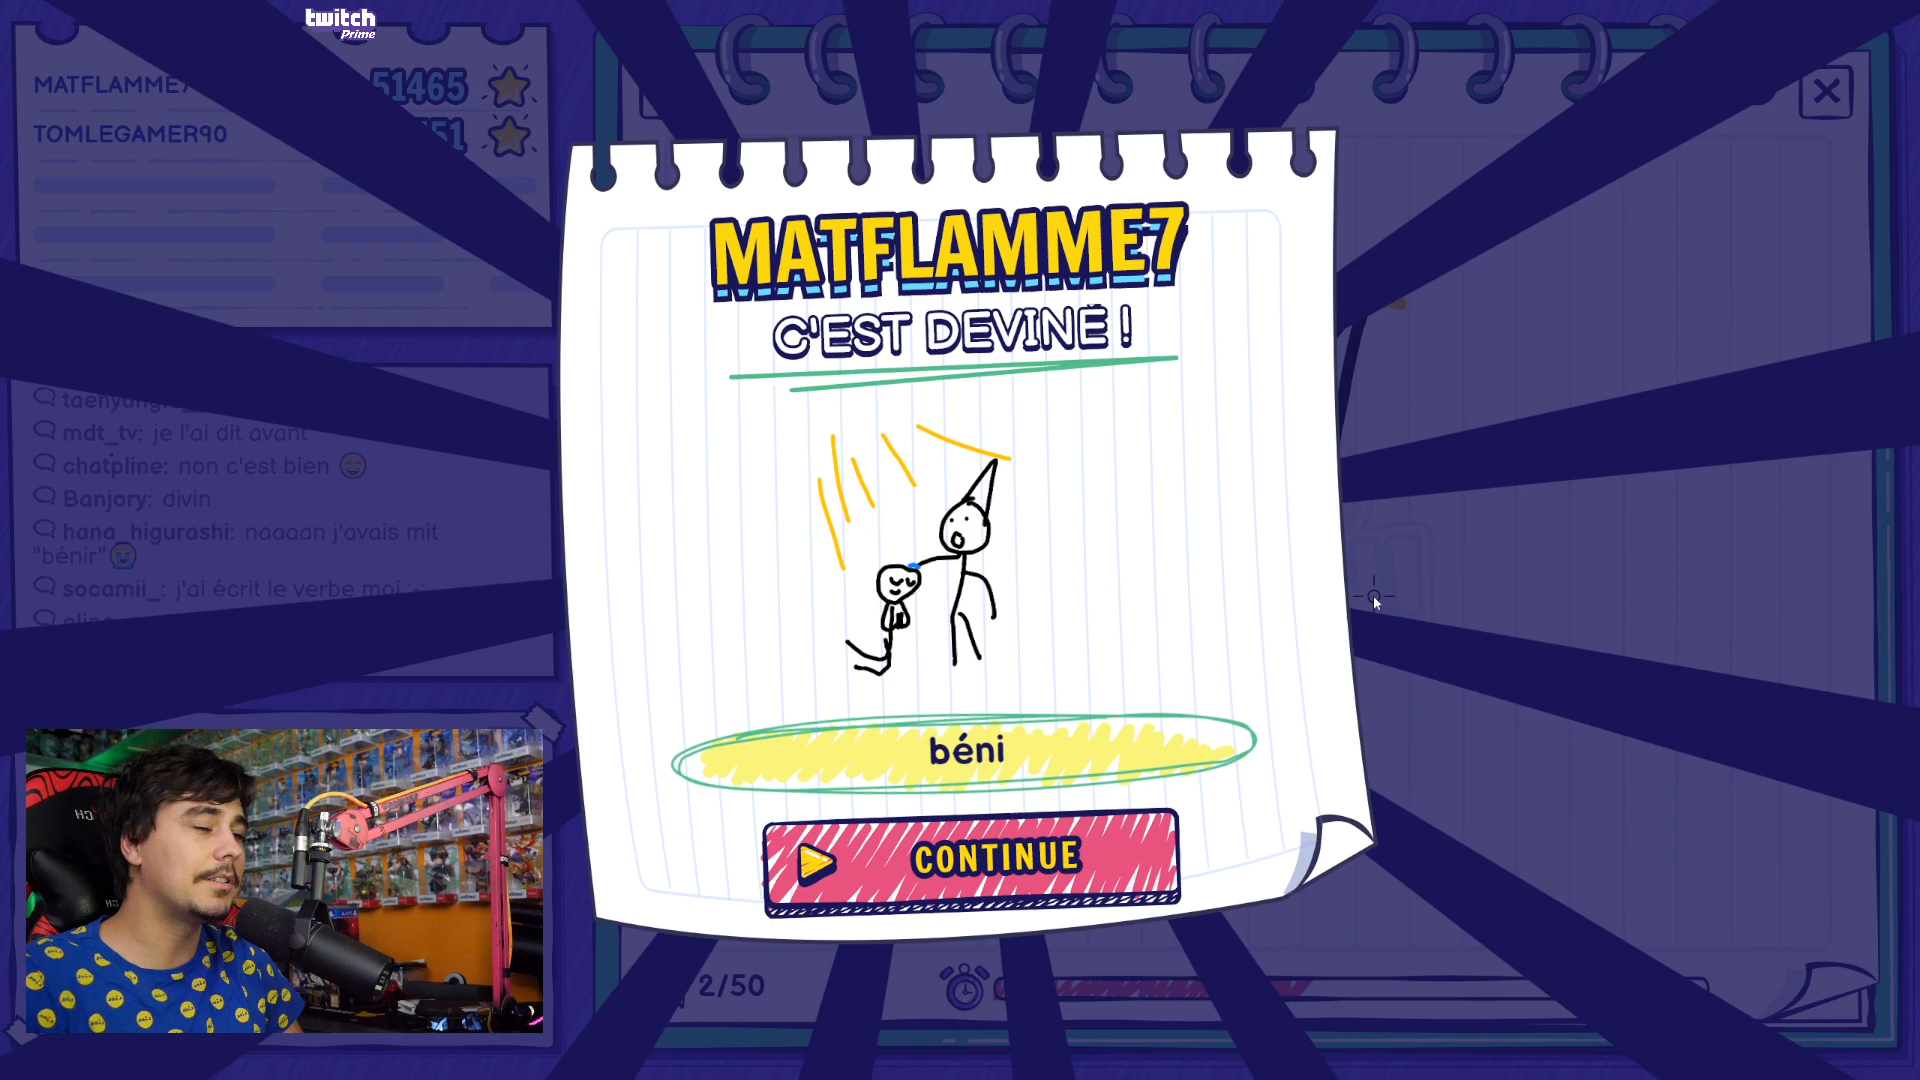 twitch
Prime
MATFLAMME7
51465
TOMLEGAMER90
51
MATFLAMME7
C'EST DEVINÉ !
mdt_tv: je l'ai dit avant
chatpline: non c'est bien 😄
Banjory: divin
hana_higurashi: naaaan j'avais mit
"bénir" 😭
socamii_: j'ai écrit le verbe moi
béni
CONTINUE
2/50